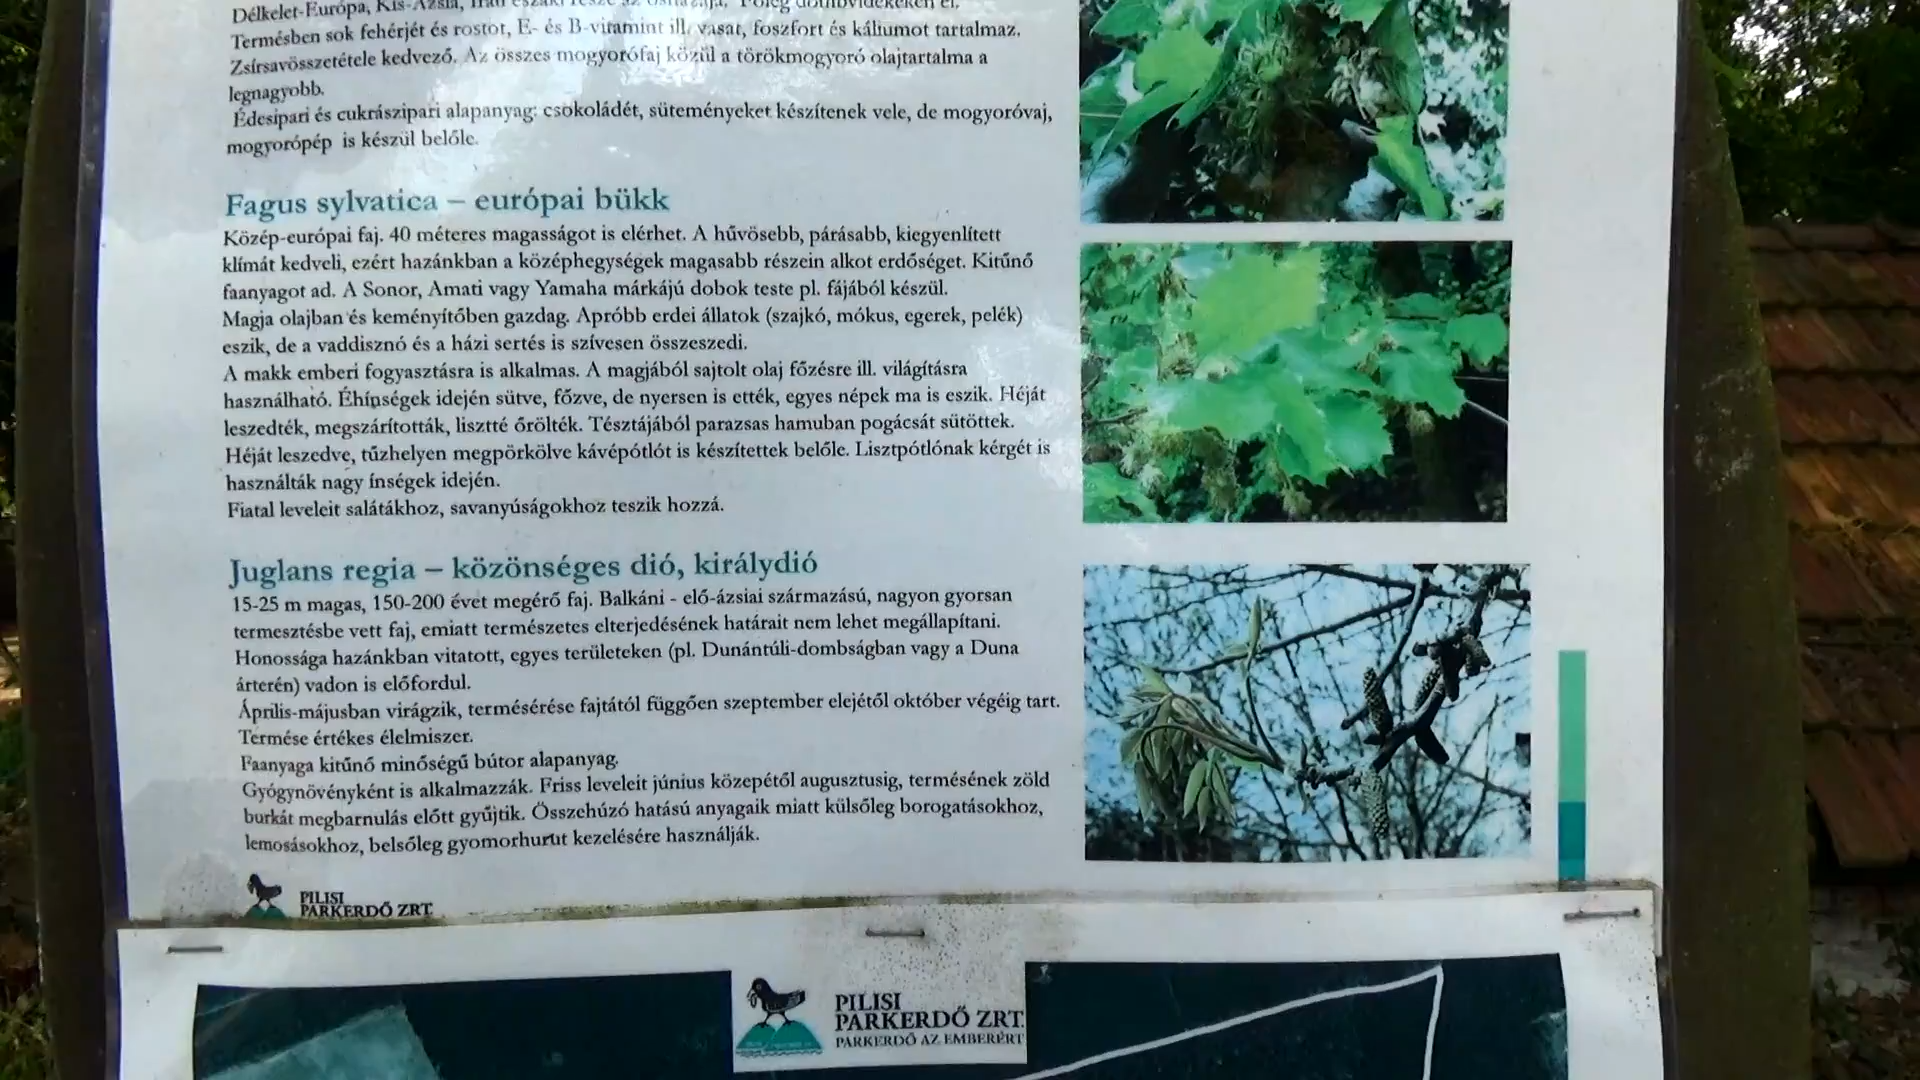 Délkelet-Európa, Kis-Ázsia, Irán északi része az őshazája. Főleg dombvidékeken él.
Termésben sok fehérjét és rostot, E- és B-vitamint ill. vasat, foszfort és káliumot tartalmaz.
Zsírsavösszetétele kedvező. Az összes mogyorófaj közül a törökmogyoró olajtartalma a
legnagyobb.
Édesipari és cukrászipari alapanyag: csokoládét, süteményeket készítenek vele, de mogyoróvaj,
mogyorópép is készül belőle.
Fagus sylvatica – európai bükk
Közép-európai faj. 40 méteres magasságot is elérhet. A hűvösebb, párásabb, kiegyenlített
klímát kedveli, ezért hazánkban a középhegységek magasabb részein alkot erdőséget. Kitűnő
faanyagot ad. A Sonor, Amati vagy Yamaha márkájú dobok teste pl. fájából készül.
Magja olajban és keményítőben gazdag. Apróbb erdei állatok (szajkó, mókus, egerek, pelék)
eszik, de a vaddisznó és a házi sertés is szívesen összeszedi.
A makk emberi fogyasztásra is alkalmas. A magjából sajtolt olaj főzésre ill. világításra
használható. Éhínségek idején sütve, főzve, de nyersen is ették, egyes népek ma is eszik. Héját
leszedték, megszárították, lisztté őrölték. Tésztájából parazsas hamuban pogácsát sütöttek.
Héját leszedve, tűzhelyen megpörkölve kávépótlót is készítettek belőle. Lisztpótlónak kérgét is
használták nagy ínségek idején.
Fiatal leveleit salátákhoz, savanyúságokhoz teszik hozzá.
Juglans regia – közönséges dió, királydió
15-25 m magas, 150-200 évet megérő faj. Balkáni - elő-ázsiai származású, nagyon gyorsan
termesztésbe vett faj, emiatt természetes elterjedésének határait nem lehet megállapítani.
Honossága hazánkban vitatott, egyes területeken (pl. Dunántúli-dombságban vagy a Duna
árterén) vadon is előfordul.
Április-májusban virágzik, termésérése fajtától függően szeptember elejétől október végéig tart.
Termése értékes élelmiszer.
Faanyaga kitűnő minőségű bútor alapanyag.
Gyógynövényként is alkalmazzák. Friss leveleit június közepétől augusztusig, termésének zöld
burkát megbarnulás előtt gyűjtik. Összehúzó hatású anyagaik miatt külsőleg borogatásokhoz,
lemosásokhoz, belsőleg gyomorhurut kezelésére használják.
PILISI
PARKERDŐ ZRT.
PILISI
PARKERDŐ ZRT.
PARKERDŐ AZ EMBERÉRT